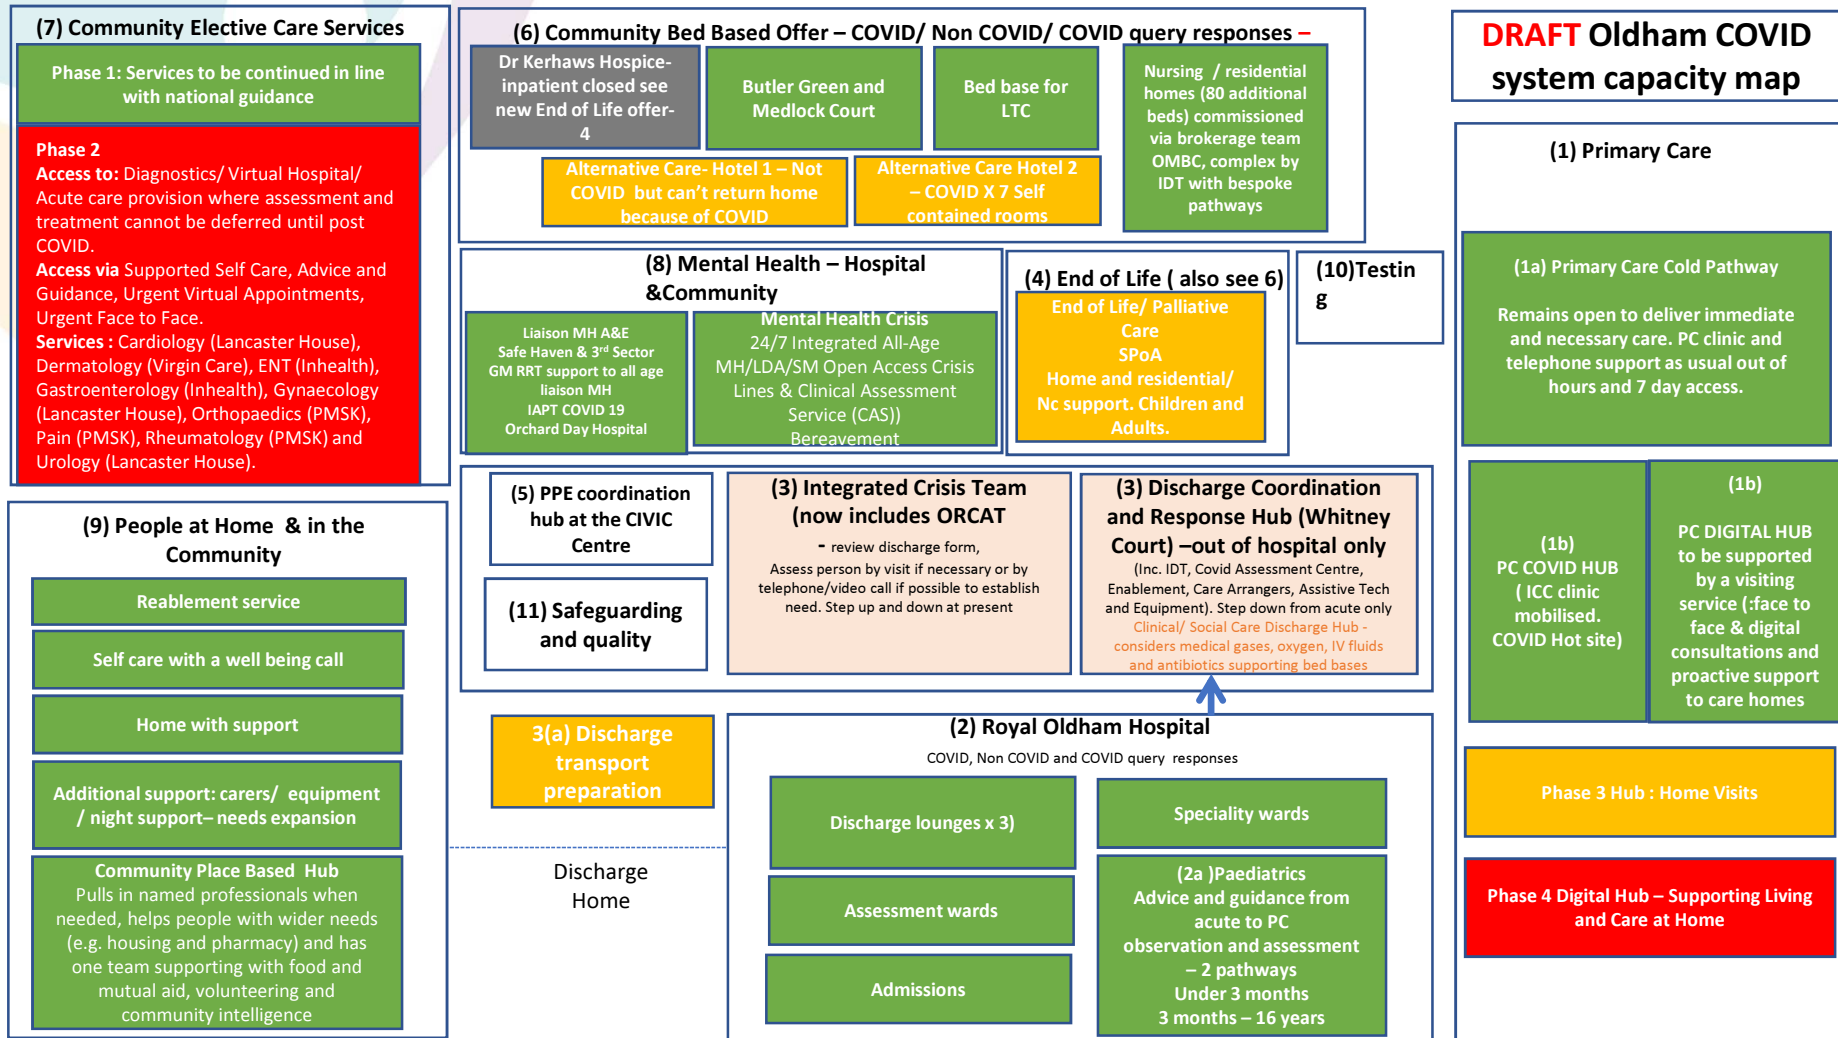 (7) Community Elective Care Services
Phase 1: Services to be continued in line
with national guidance
Phase 2
Access to: Diagnostics/ Virtual Hospital/
Acute care provision where assessment and
treatment cannot be deferred until post
COVID.
Access via Supported Self Care, Advice and
Guidance, Urgent Virtual Appointments,
Urgent Face to Face.
Services : Cardiology (Lancaster House),
Dermatology (Virgin Care), ENT (Inhealth),
Gastroenterology (Inhealth), Gynaecology
(Lancaster House), Orthopaedics (PMSK),
Pain (PMSK), Rheumatology (PMSK) and
Urology (Lancaster House).
(6) Community Bed Based Offer – COVID/ Non COVID/ COVID query responses –
Dr Kerhaws Hospice-
inpatient closed see
new End of Life offer-
4
Butler Green and
Medlock Court
Bed base for
LTC
Nursing / residential
homes (80 additional
beds) commissioned
via brokerage team
OMBC, complex by
IDT with bespoke
pathways
Alternative Care- Hotel 1 – Not
COVID but can't return home
because of COVID
Alternative Care Hotel 2
– COVID X 7 Self
contained rooms
DRAFT Oldham COVID
system capacity map
(8) Mental Health – Hospital
&Community
Liaison MH A&E
Safe Haven & 3rd Sector
GM RRT support to all age
liaison MH
IAPT COVID 19
Orchard Day Hospital
Mental Health Crisis
24/7 Integrated All-Age
MH/LDA/SM Open Access Crisis
Lines & Clinical Assessment
Service (CAS))
Bereavement
(4) End of Life ( also see 6)
End of Life/ Palliative
Care
SPoA
Home and residential/
Nc support. Children and
Adults.
(10)Testin
g
(1) Primary Care
(1a) Primary Care Cold Pathway
Remains open to deliver immediate
and necessary care. PC clinic and
telephone support as usual out of
hours and 7 day access.
(1b)
PC COVID HUB
( ICC clinic
mobilised.
COVID Hot site)
(1b)
PC DIGITAL HUB
to be supported
by a visiting
service (:face to
face & digital
consultations and
proactive support
to care homes
Phase 3 Hub : Home Visits
Phase 4 Digital Hub – Supporting Living
and Care at Home
(5) PPE coordination
hub at the CIVIC
Centre
(11) Safeguarding
and quality
(3) Integrated Crisis Team
(now includes ORCAT
- review discharge form,
Assess person by visit if necessary or by
telephone/video call if possible to establish
need. Step up and down at present
(3) Discharge Coordination
and Response Hub (Whitney
Court) –out of hospital only
(Inc. IDT, Covid Assessment Centre,
Enablement, Care Arrangers, Assistive Tech
and Equipment). Step down from acute only
Clinical/ Social Care Discharge Hub -
considers medical gases, oxygen, IV fluids
and antibiotics supporting bed bases
(9) People at Home & in the
Community
Reablement service
Self care with a well being call
Home with support
Additional support: carers/ equipment
/ night support– needs expansion
Community Place Based Hub
Pulls in named professionals when
needed, helps people with wider needs
(e.g. housing and pharmacy) and has
one team supporting with food and
mutual aid, volunteering and
community intelligence
3(a) Discharge
transport
preparation
Discharge
Home
(2) Royal Oldham Hospital
COVID, Non COVID and COVID query responses
Discharge lounges x 3)
Assessment wards
Admissions
Speciality wards
(2a )Paediatrics
Advice and guidance from
acute to PC
observation and assessment
– 2 pathways
Under 3 months
3 months – 16 years